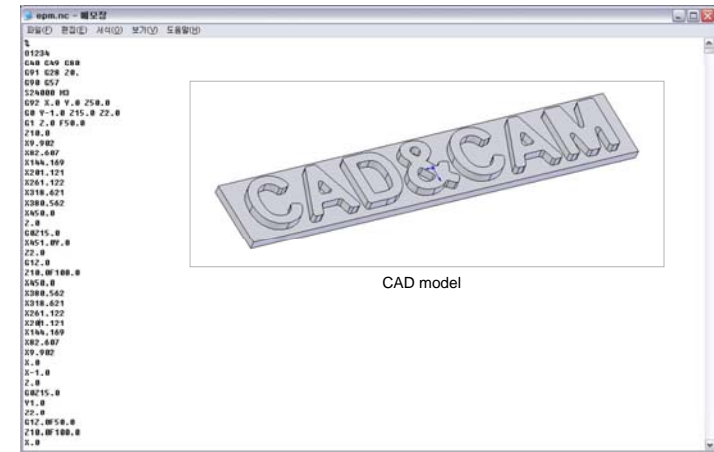 epm.nc - 메모장
파일(F) 편집(E) 서식(O) 보기(V) 도움말(H)
%
O1234
G40 G49 G80
G91 G28 Z0.
G90 G57
S24000 M3
G92 X.0 Y.0 Z50.0
G0 Y-1.0 Z15.0 Z2.0
G1 Z.0 F50.0
Z10.0
X9.902
X82.607
X144.169
X201.121
X261.122
X318.621
X380.562
X450.0
Z.0
G0Z15.0
X451.0Y.0
Z2.0
G1Z.0
Z10.0F100.0
X450.0
X380.562
X318.621
X261.122
X201.121
X144.169
X82.607
X9.902
X.0
X-1.0
Z.0
G0Z15.0
Y1.0
Z2.0
G1Z.0F50.0
Z10.0F100.0
X.0
CAD&CAM
CAD model